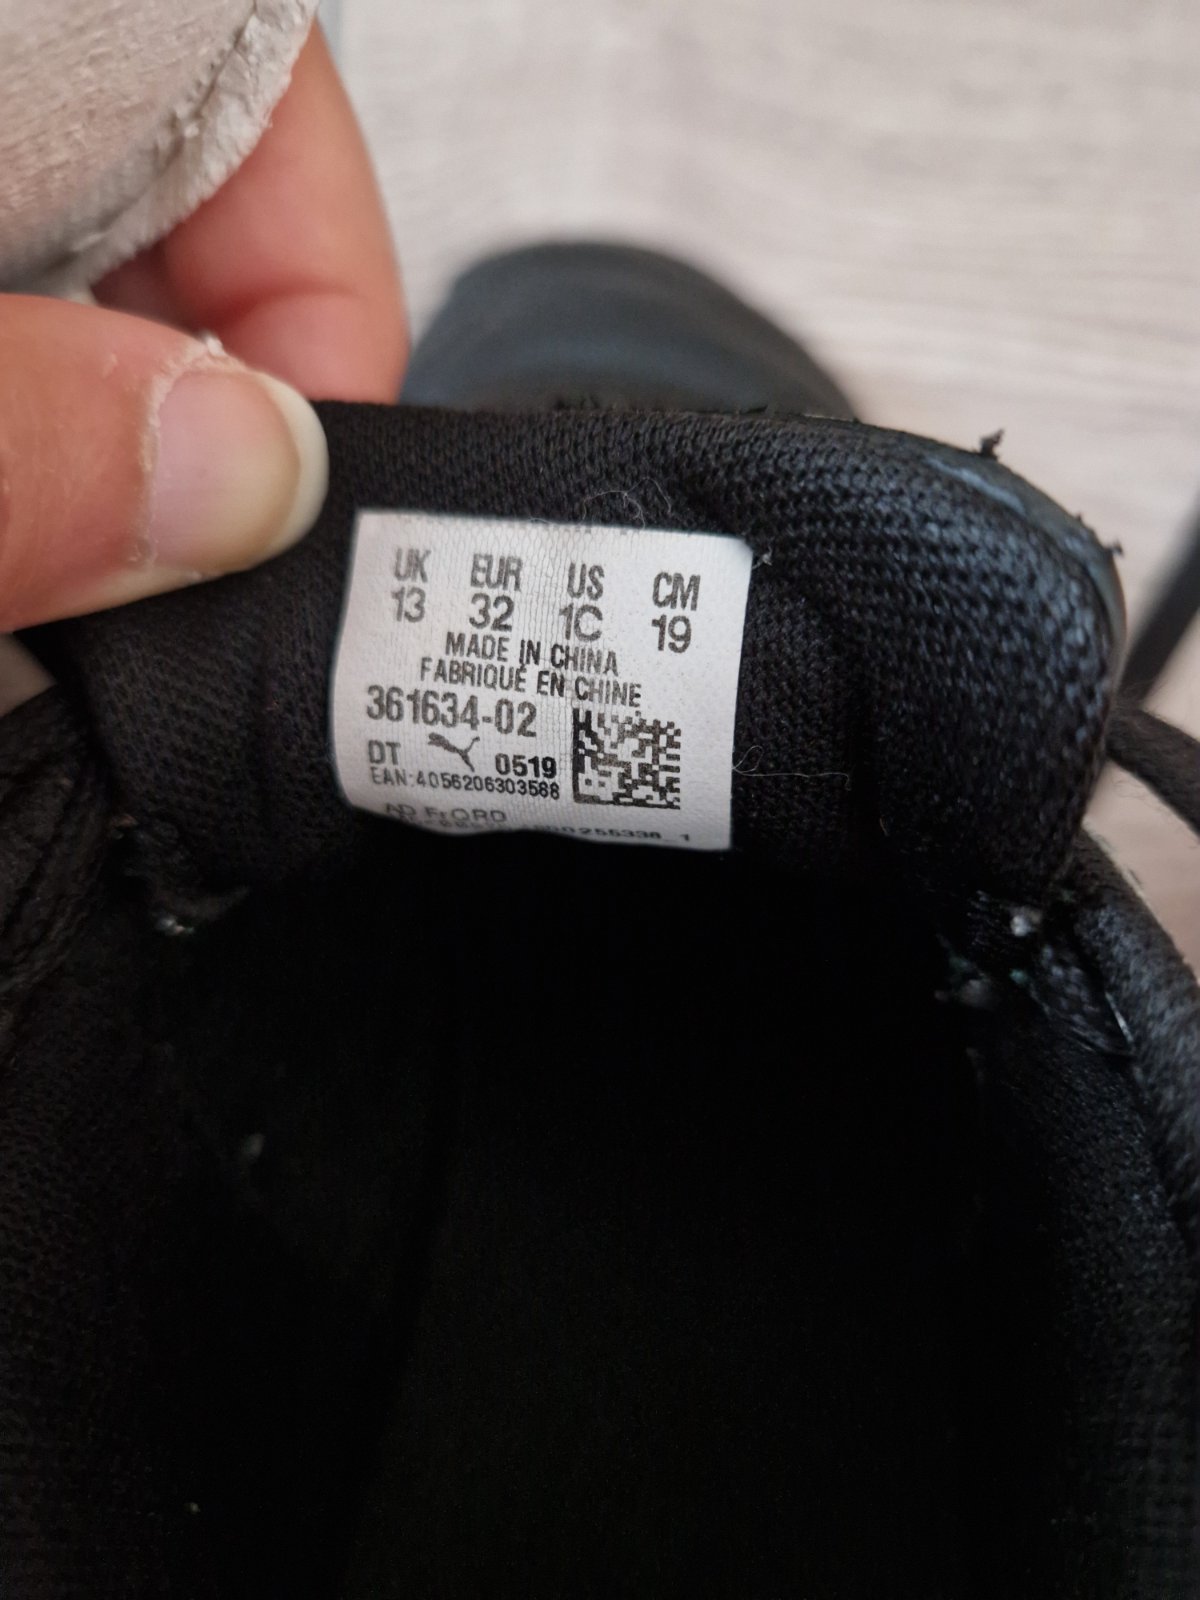 UK EUR US CM
13 32 1C 19
MADE IN CHINA
FABRIQUÉ EN CHINE
361634-02
DT 0519
EAN:4056206303588